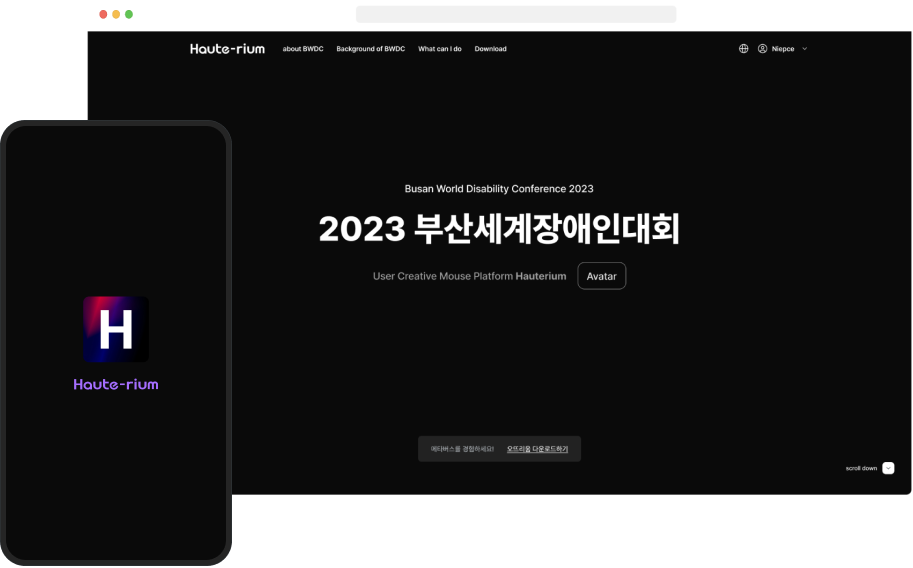 Haute-rium about BWDC Background of BWDC What can I do Download Niepce
Busan World Disability Conference 2023
2023 부산세계장애인대회
User Creative Mouse Platform Hauterium Avatar
메타버스를 경험하세요! 오뜨리움 다운로드하기
scroll down
H
Haute-rium